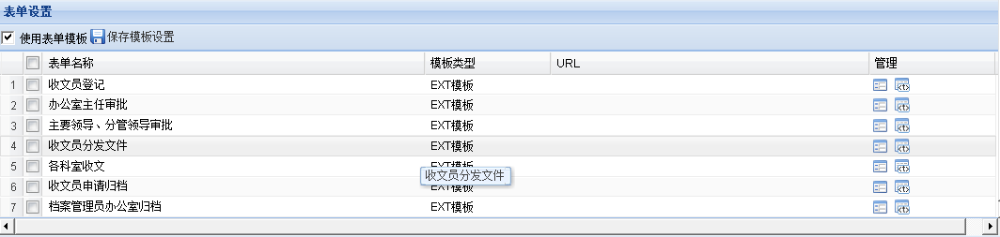 表单设置
使用表单模板 保存模板设置
表单名称 模板类型 URL 管理
1 收文员登记 EXT模板
2 办公室主任审批 EXT模板
3 主要领导、分管领导审批 EXT模板
4 收文员分发文件 EXT模板
5 各科室收文 EXT模板
收文员分发文件
6 收文员申请归档 EXT模板
7 档案管理员办公室归档 EXT模板